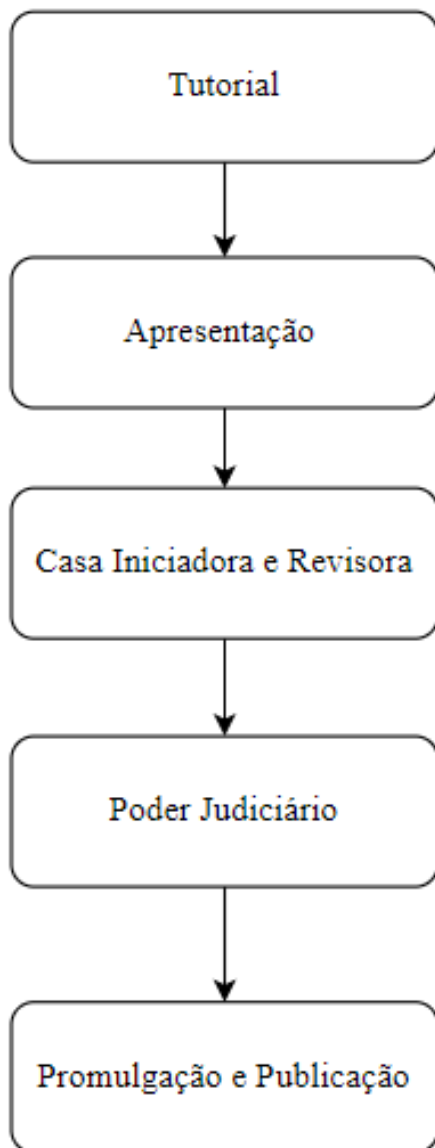 Tutorial
Apresentação
Casa Iniciadora e Revisora
Poder Judiciário
Promulgação e Publicação